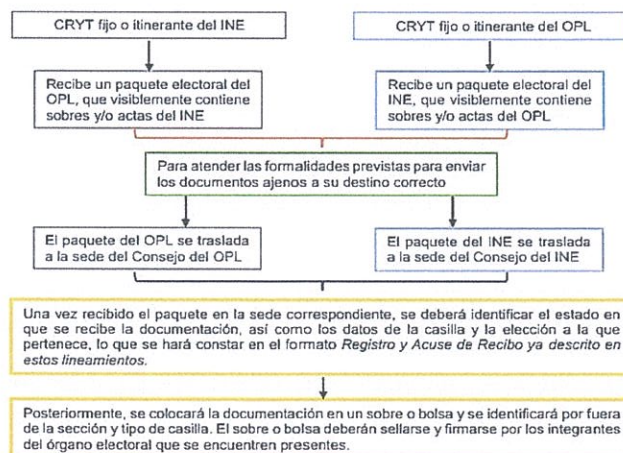 CRYT fijo o itinerante del INE
CRYT fijo o itinerante del OPL
Recibe un paquete electoral del
OPL, que visiblemente contiene
sobres y/o actas del INE
Recibe un paquete electoral del
INE, que visiblemente contiene
sobres y/o actas del OPL
Para atender las formalidades previstas para enviar
los documentos ajenos a su destino correcto
El paquete del OPL se traslada
a la sede del Consejo del OPL
El paquete del INE se traslada
a la sede del Consejo del INE
Una vez recibido el paquete en la sede correspondiente, se deberá identificar el estado en
que se recibe la documentación, así como los datos de la casilla y la elección a la que
pertenece, lo que se hará constar en el formato Registro y Acuse de Recibo ya descrito en
estos lineamientos.
Posteriormente, se colocará la documentación en un sobre o bolsa y se identificará por fuera
de la sección y tipo de casilla. El sobre o bolsa deberán sellarse y firmarse por los integrantes
del órgano electoral que se encuentren presentes.